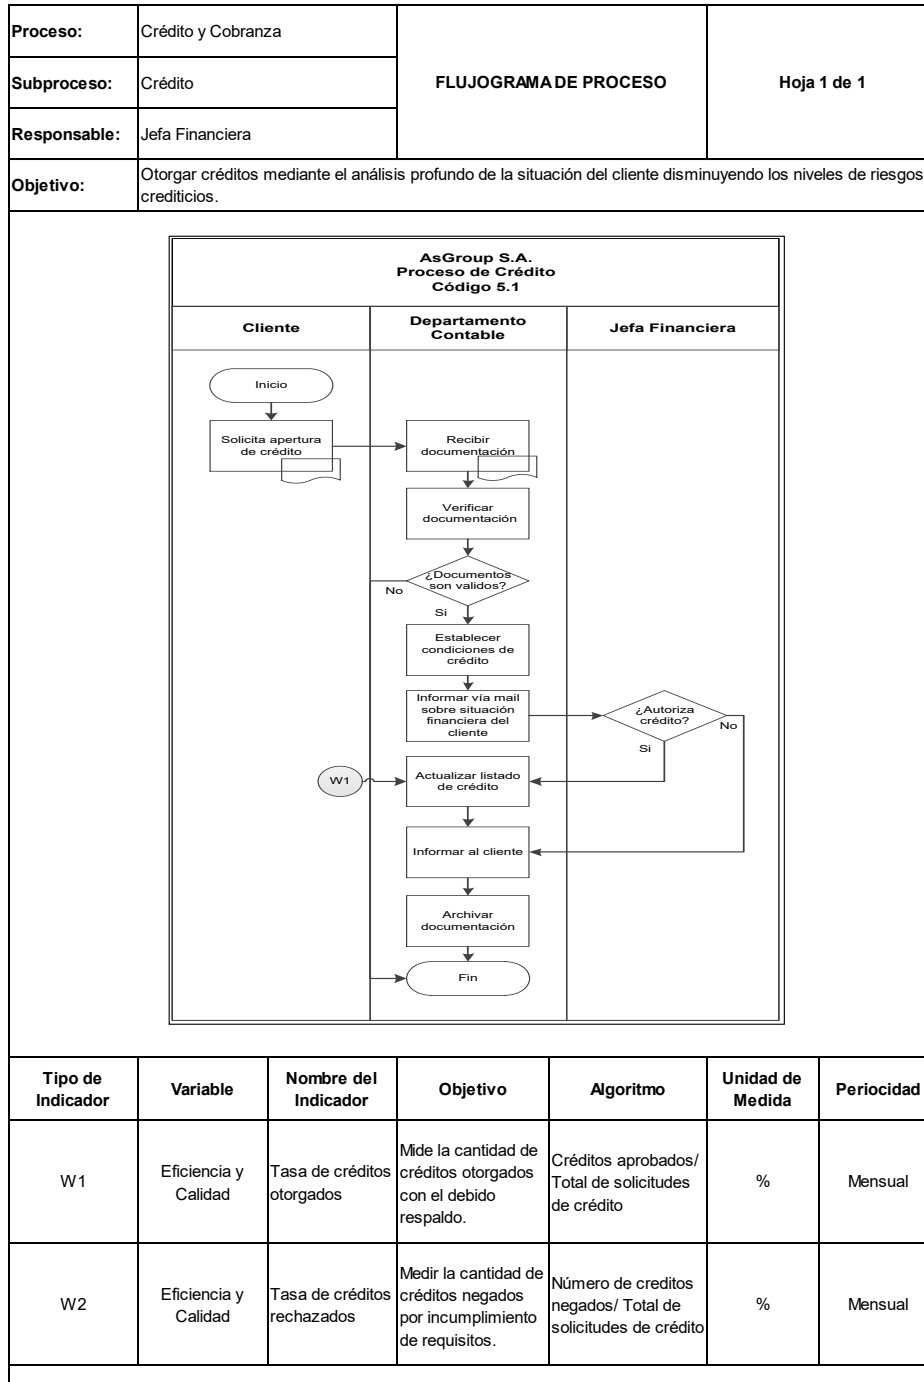 Proceso:
Crédito y Cobranza
Subproceso:
Crédito
Responsable:
Jefa Financiera
FLUJOGRAMA DE PROCESO
Hoja 1 de 1
Objetivo:
Otorgar créditos mediante el análisis profundo de la situación del cliente disminuyendo los niveles de riesgos
crediticios.
AsGroup S.A.
Proceso de Crédito
Código 5.1
Cliente
Departamento
Contable
Jefa Financiera
Inicio
Solicita apertura
de crédito
Recibir
documentación
Verificar
documentación
¿Documentos
son validos?
No
Si
Establecer
condiciones de
crédito
Informar vía mail
sobre situación
financiera del
cliente
¿Autoriza
crédito?
No
Si
W1
Actualizar listado
de crédito
Informar al cliente
Archivar
documentación
Fin
Tipo de
Indicador
Variable
Nombre del
Indicador
Objetivo
Algoritmo
Unidad de
Medida
Periocidad
W1
Eficiencia y
Calidad
Tasa de créditos
otorgados
Mide la cantidad de
créditos otorgados
con el debido
respaldo.
Créditos aprobados/
Total de solicitudes
de crédito
%
Mensual
W2
Eficiencia y
Calidad
Tasa de créditos
rechazados
Medir la cantidad de
créditos negados
por incumplimiento
de requisitos.
Número de creditos
negados/ Total de
solicitudes de crédito
%
Mensual